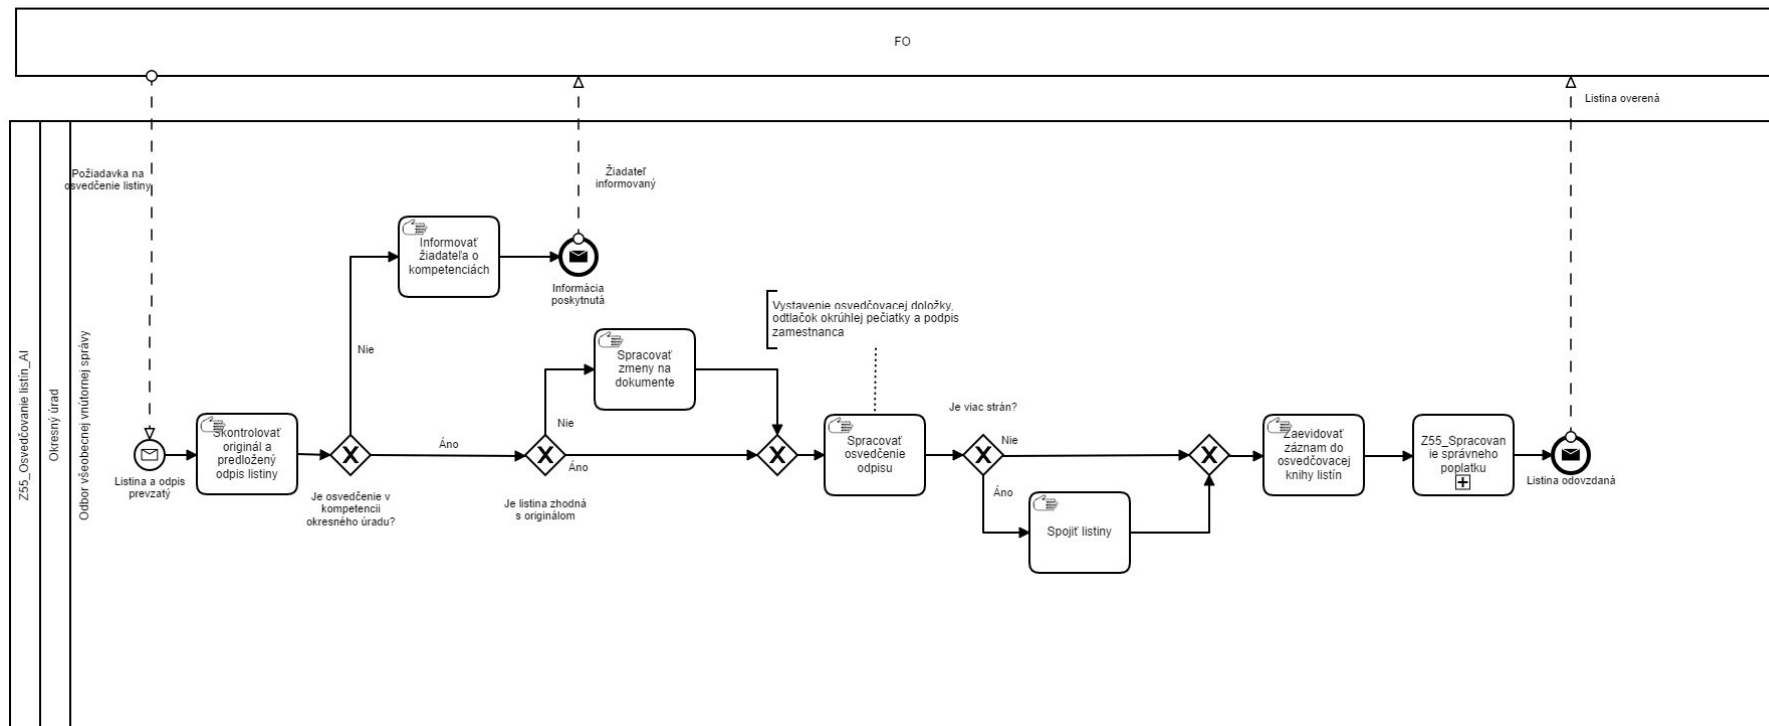 FO
Listina overená
Požiadavka na
osvedčenie listiny
Žiadateľ
informovaný
Z55_Osvedčovanie listín_AI
Okresný úrad
Odbor všeobecnej vnútornej správy
Informovať
žiadateľa o
kompetenciách
Informácia
poskytnutá
Vystavenie osvedčovacej doložky,
odtlačok okrúhlej pečiatky a podpis
zamestnanca
Nie
Spracovať
zmeny na
dokumente
Nie
Listina a odpis
prevzatý
Skontrolovať
originál a
predložený
odpis listiny
Je osvedčenie v
kompetencii
okresného úradu?
Áno
Je listina zhodná
s originálom
Áno
Spracovať
osvedčenie
odpisu
Je viac strán?
Nie
Áno
Spojiť listiny
Zaevidovať
záznam do
osvedčovacej
knihy listín
Z55_Spracovan
ie správneho
poplatku
Listina odovzdaná